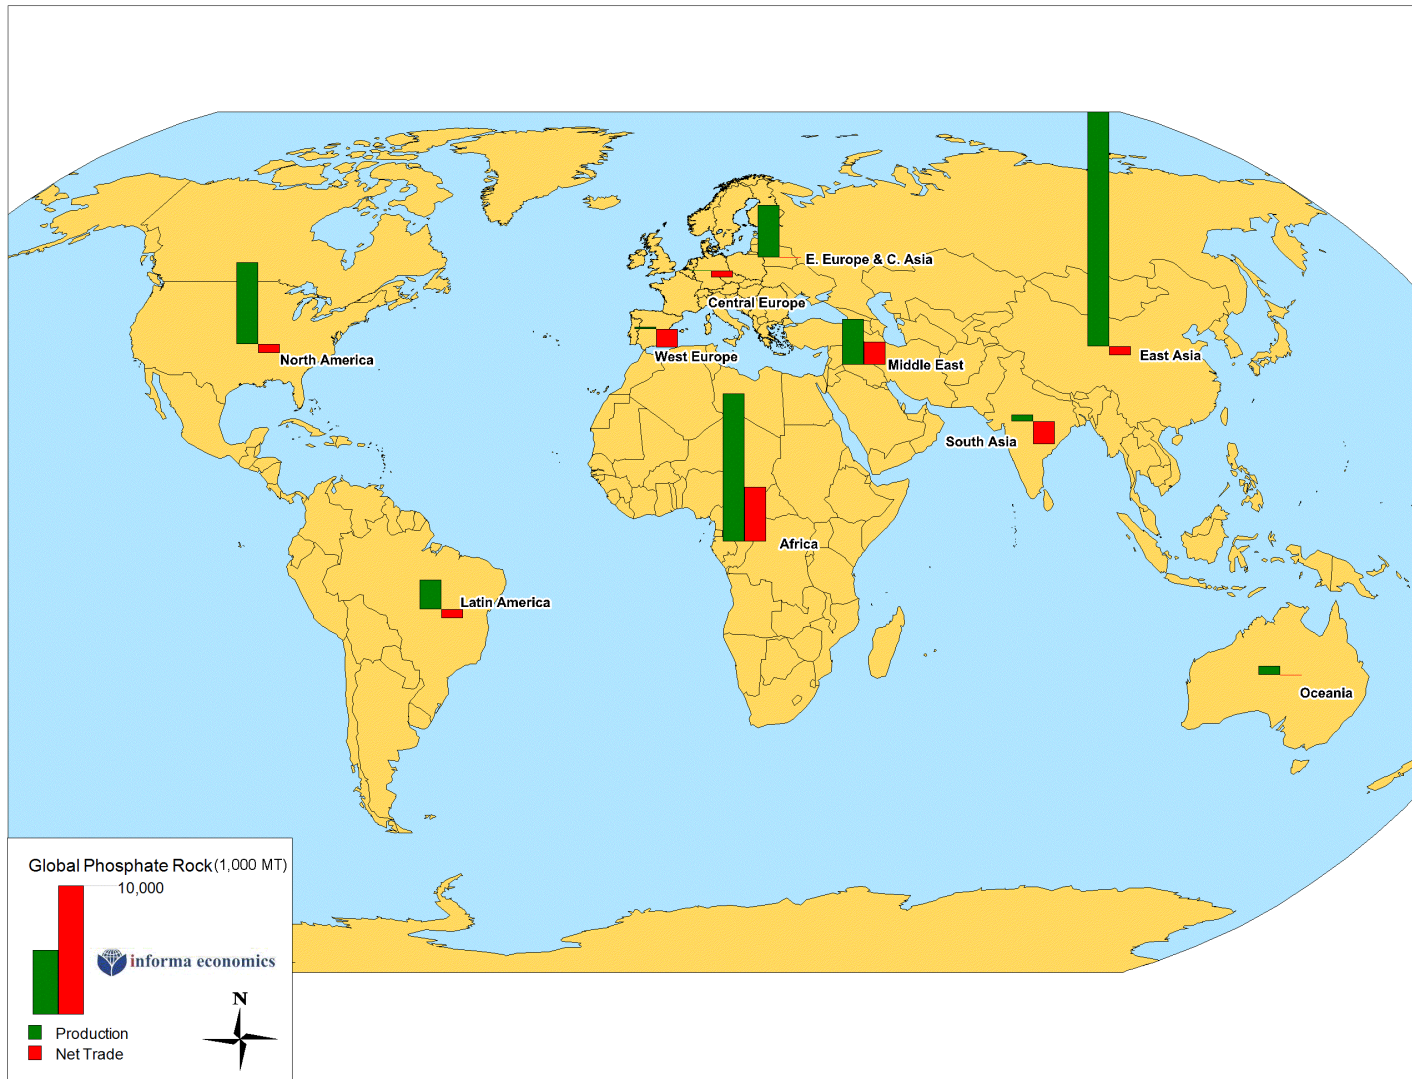 E. Europe & C. Asia
Central Europe
North America
West Europe
Middle East
East Asia
South Asia
Africa
Latin America
Oceania
Global Phosphate Rock (1,000 MT)
10,000
informa economics
N
Production
Net Trade